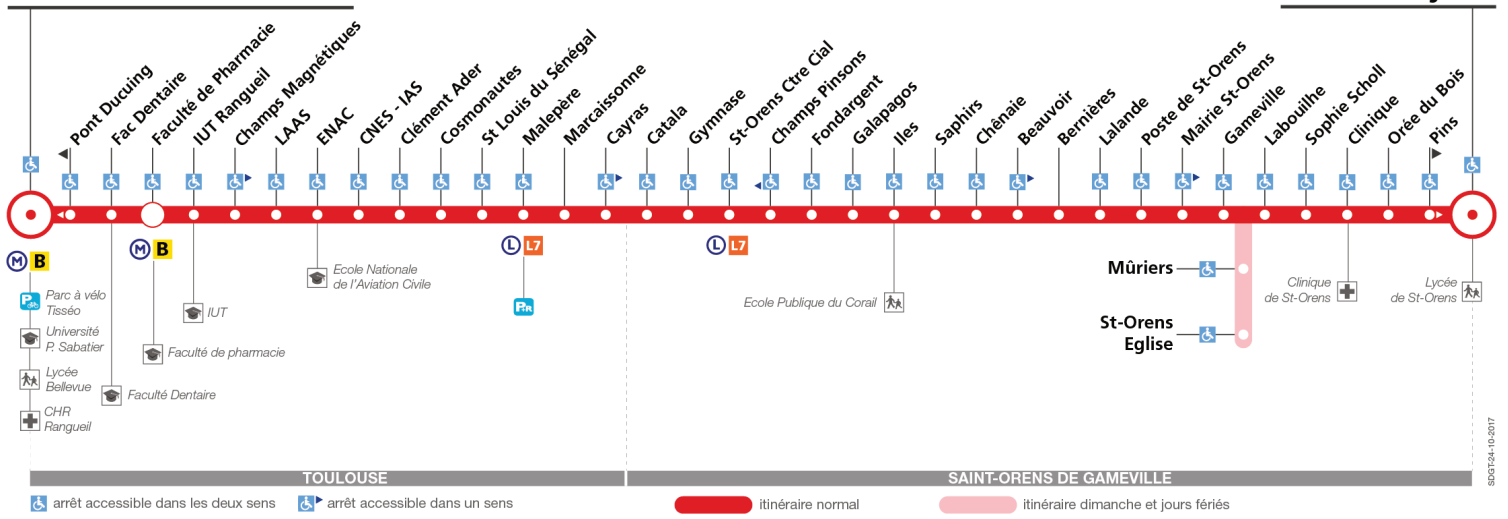 Pont Ducuing
Fac Dentaire
Faculté de Pharmacie
IUT Rangueil
Champs Magnétiques
LAAS
ENAC
CNES - IAS
Clément Ader
Cosmonautes
St Louis du Sénégal
Malepère
Marcaissonne
Cayras
Catala
Gymnase
St-Orens Ctre Cial
Champs Pinsons
Fondargent
Galapagos
Iles
Saphirs
Chênaie
Beauvoir
Bernières
Lalande
Poste de St-Orens
Mairie St-Orens
Gameville
Labouilhe
Sophie Scholl
Clinique
Orée du Bois
Pins
M B
M B
L L7
L L7
Parc à vélo
Tisséo
Université
P. Sabatier
Lycée
Bellevue
CHR
Rangueil
Faculté Dentaire
Faculté de pharmacie
IUT
Ecole Nationale
de l'Aviation Civile
P+R
Ecole Publique du Corail
Mûriers
St-Orens
Eglise
Clinique
de St-Orens
Lycée
de St-Orens
TOULOUSE
SAINT-ORENS DE GAMEVILLE
arrêt accessible dans les deux sens
arrêt accessible dans un sens
itinéraire normal
itinéraire dimanche et jours fériés
SDGT-24-10-2017